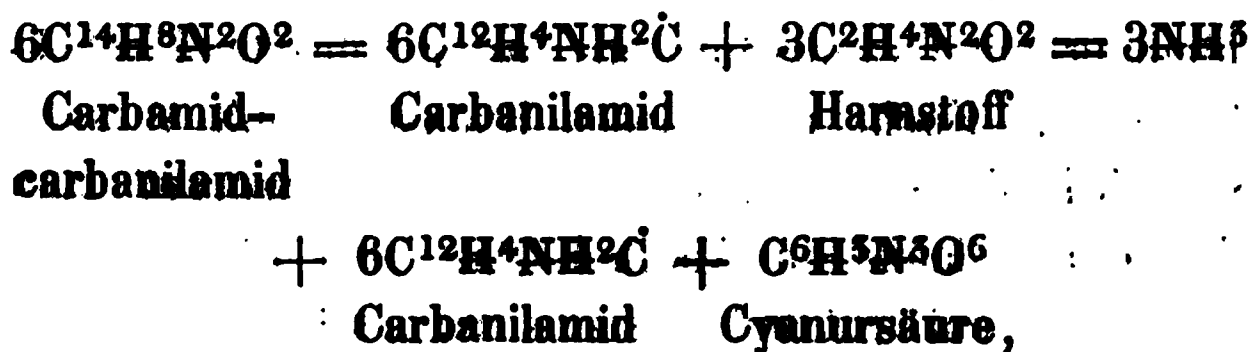 6C¹⁴H⁸N²O² = 6C¹²H⁴NH²Ċ + 3C²H⁴N²O² = 3NH³
Carbamid- Carbanilamid Harnstoff
carbanilamid
+ 6C¹²H⁴NH²Ċ + C⁶H³N³O⁶
Carbanilamid Cyanursäure,